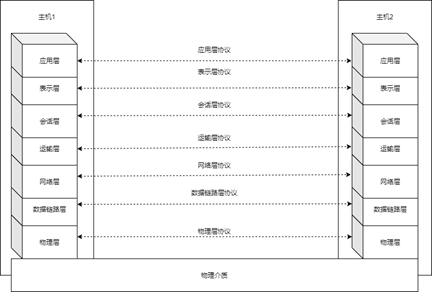 主机1
主机2
应用层
应用层协议
应用层
表示层
表示层协议
表示层
会话层
会话层协议
会话层
运输层
运输层协议
运输层
网络层
网络层协议
网络层
数据链路层
数据链路层协议
数据链路层
物理层
物理层协议
物理层
物理介质